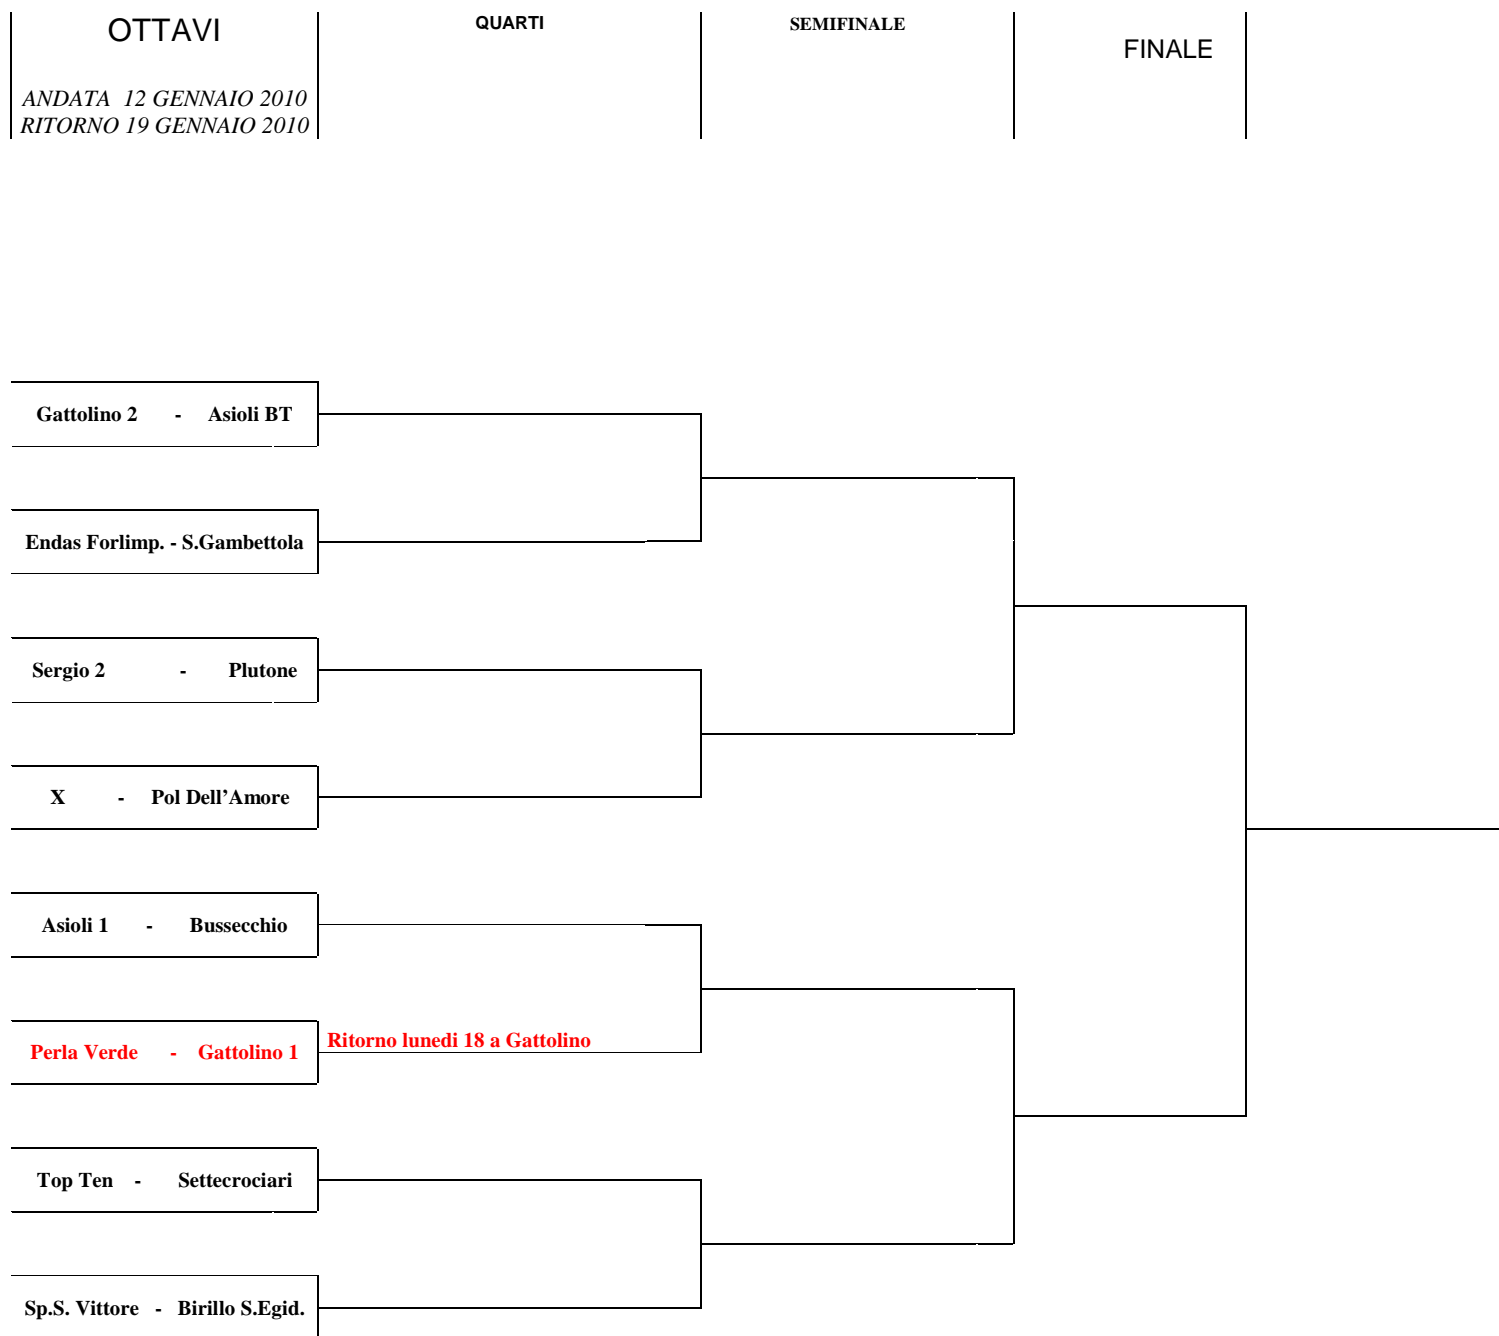 OTTAVI
QUARTI
SEMIFINALE
FINALE
ANDATA 12 GENNAIO 2010
RITORNO 19 GENNAIO 2010
Gattolino 2 - Asioli BT
Endas Forlimp. - S.Gambettola
Sergio 2 - Plutone
X - Pol Dell’Amore
Asioli 1 - Bussecchio
Perla Verde - Gattolino 1
Ritorno lunedi 18 a Gattolino
Top Ten - Settecrociari
Sp.S. Vittore - Birillo S.Egid.